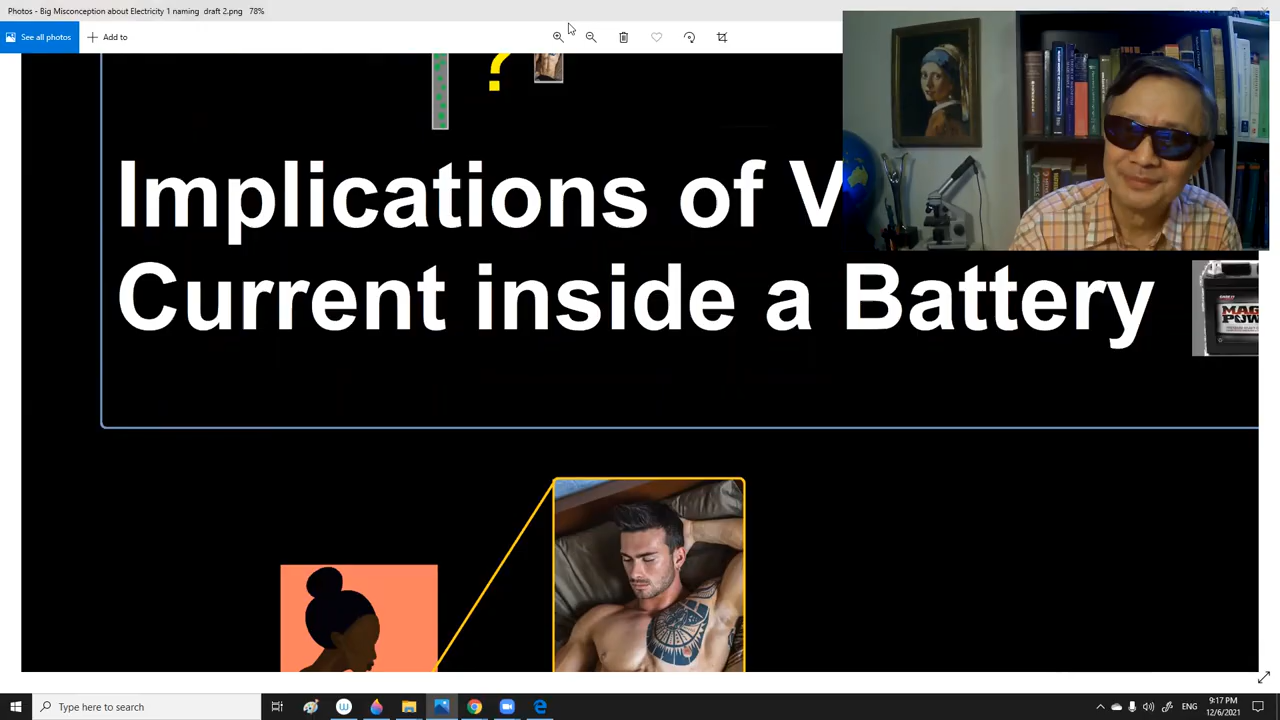 Photos - Big Misconception about Electricity 1 naming draft 2.png 78%
See all photos
Add to
?
Implications of V
Current inside a Battery
Type here to search
ENG
9:17 PM
12/6/2021